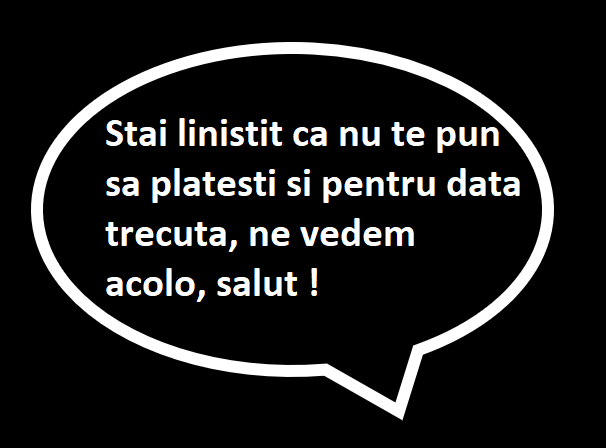 Stai linistit ca nu te pun
sa platesti si pentru data
trecuta, ne vedem
acolo, salut !